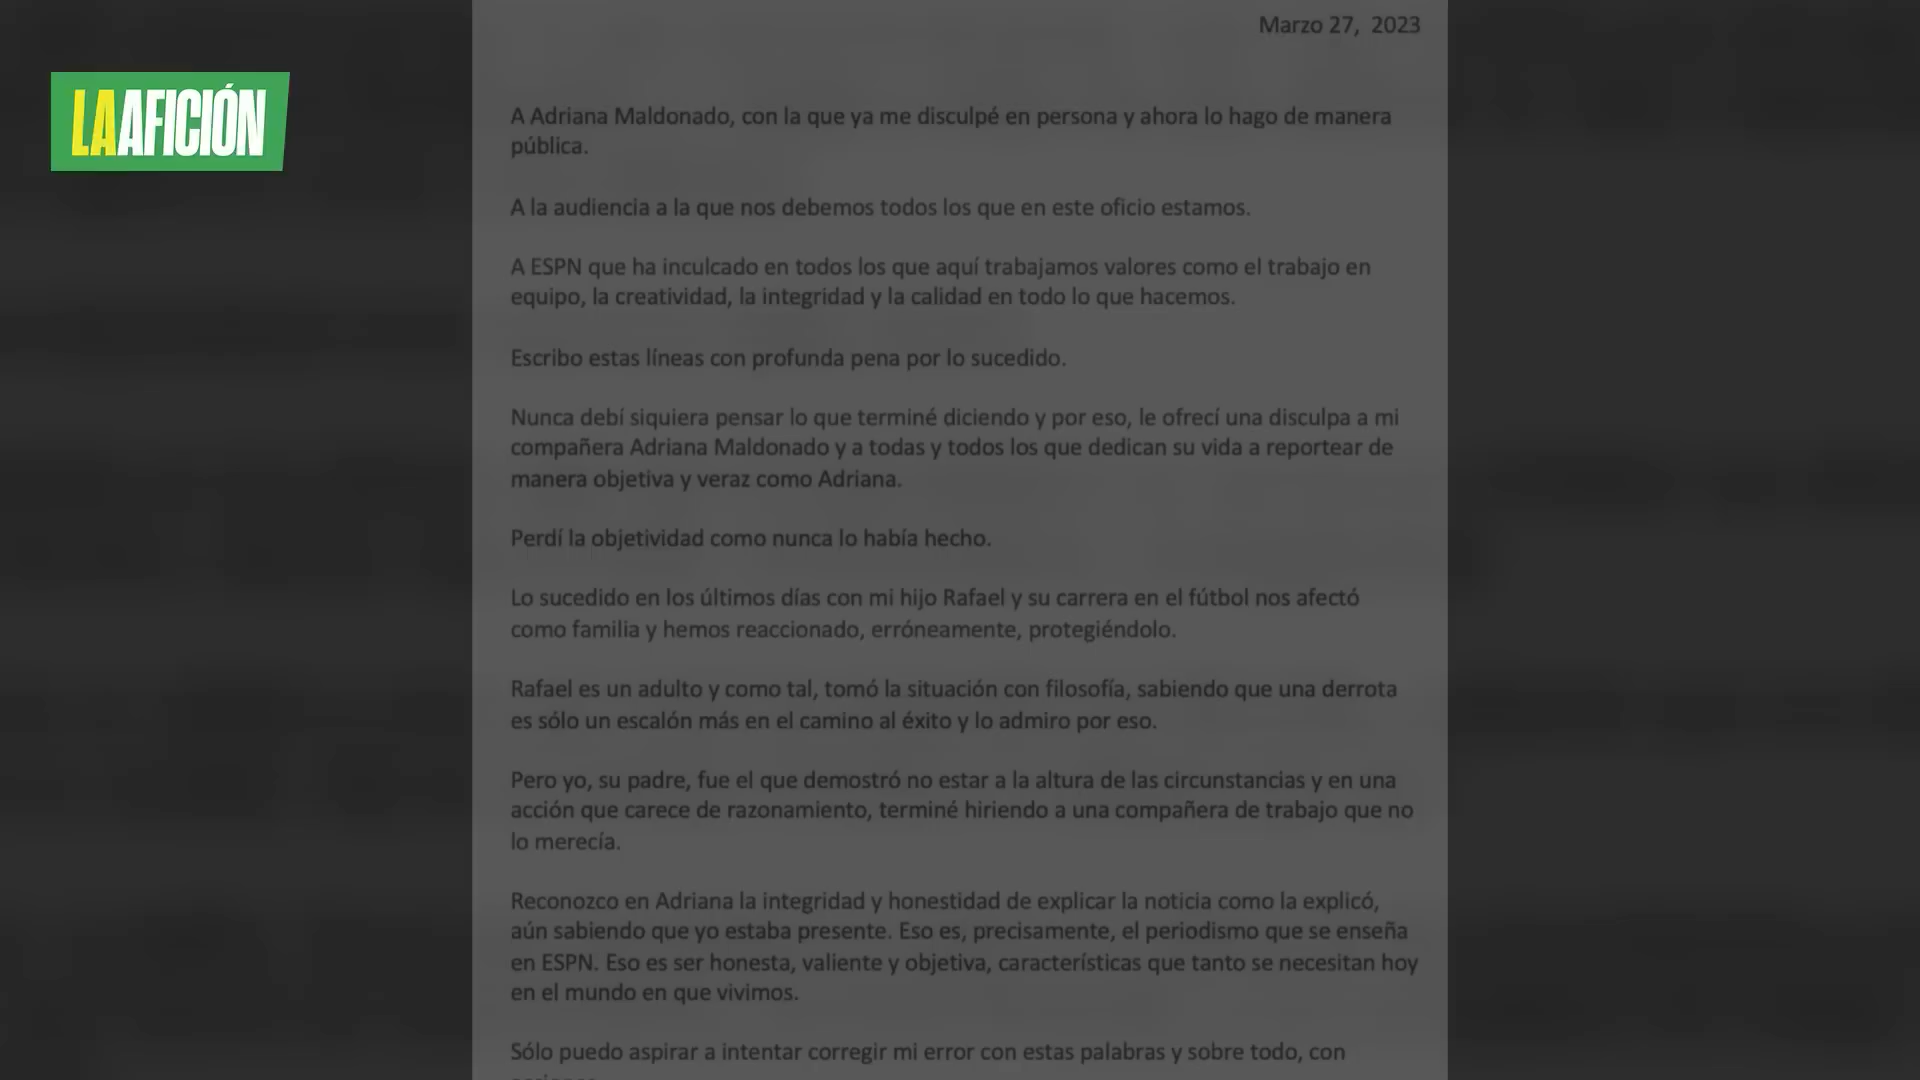 Marzo 27, 2023
LA AFICIÓN
A Adriana Maldonado, con la que ya me disculpé en persona y ahora lo hago de manera
pública.
A la audiencia a la que nos debemos todos los que en este oficio estamos.
A ESPN que ha inculcado en todos los que aquí trabajamos valores como el trabajo en
equipo, la creatividad, la integridad y la calidad en todo lo que hacemos.
Escribo estas líneas con profunda pena por lo sucedido.
Nunca debí siquiera pensar lo que terminé diciendo y por eso, le ofrecí una disculpa a mi
compañera Adriana Maldonado y a todas y todos los que dedican su vida a reportear de
manera objetiva y veraz como Adriana.
Perdí la objetividad como nunca lo había hecho.
Lo sucedido en los últimos días con mi hijo Rafael y su carrera en el fútbol nos afectó
como familia y hemos reaccionado, erróneamente, protegiéndolo.
Rafael es un adulto y como tal, tomó la situación con filosofía, sabiendo que una derrota
es sólo un escalón más en el camino al éxito y lo admiro por eso.
Pero yo, su padre, fue el que demostró no estar a la altura de las circunstancias y en una
acción que carece de razonamiento, terminé hiriendo a una compañera de trabajo que no
lo merecía.
Reconozco en Adriana la integridad y honestidad de explicar la noticia como la explicó,
aún sabiendo que yo estaba presente. Eso es, precisamente, el periodismo que se enseña
en ESPN. Eso es ser honesta, valiente y objetiva, características que tanto se necesitan hoy
en el mundo en que vivimos.
Sólo puedo aspirar a intentar corregir mi error con estas palabras y sobre todo, con